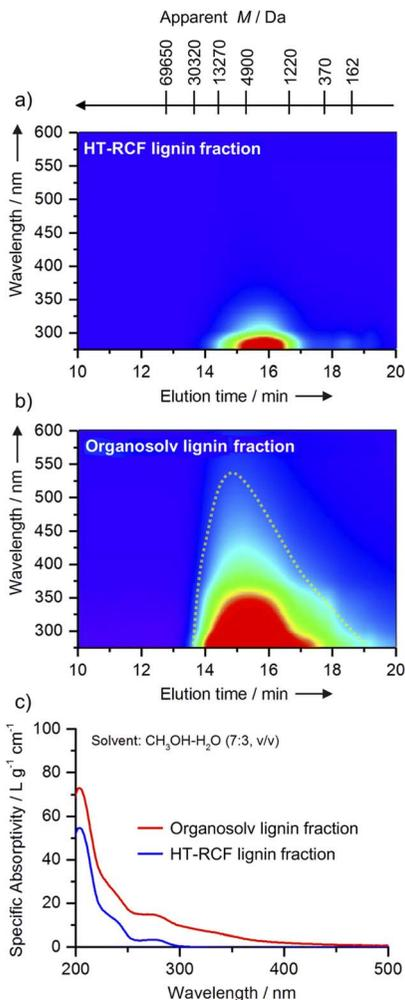 Apparent M / Da
69650 30320 13270 4900 1220 370 162
a)
HT-RCF lignin fraction
Wavelength / nm
600
550
500
450
400
350
300
10 12 14 16 18 20
Elution time / min
b)
Organosolv lignin fraction
Wavelength / nm
600
550
500
450
400
350
300
10 12 14 16 18 20
Elution time / min
c)
Solvent: CH₃OH-H₂O (7:3, v/v)
Organosolv lignin fraction
HT-RCF lignin fraction
Specific Absorptivity / L g⁻¹ cm⁻¹
100
80
60
40
20
0
200 300 400 500
Wavelength / nm